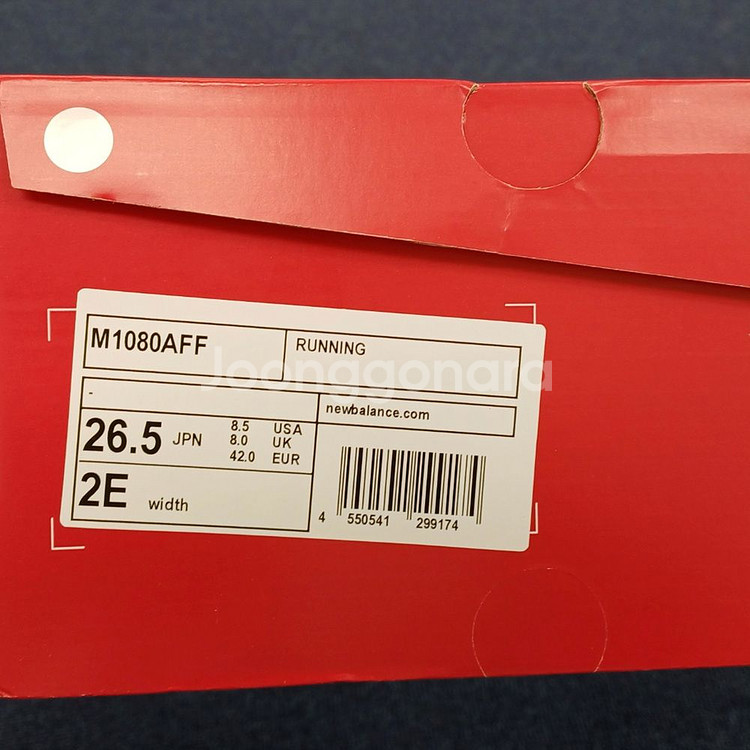 M1080AFF
RUNNING
Joonggonara
-
newbalance.com
26.5 JPN
8.5 USA
8.0 UK
42.0 EUR
2E width
4 550541 299174